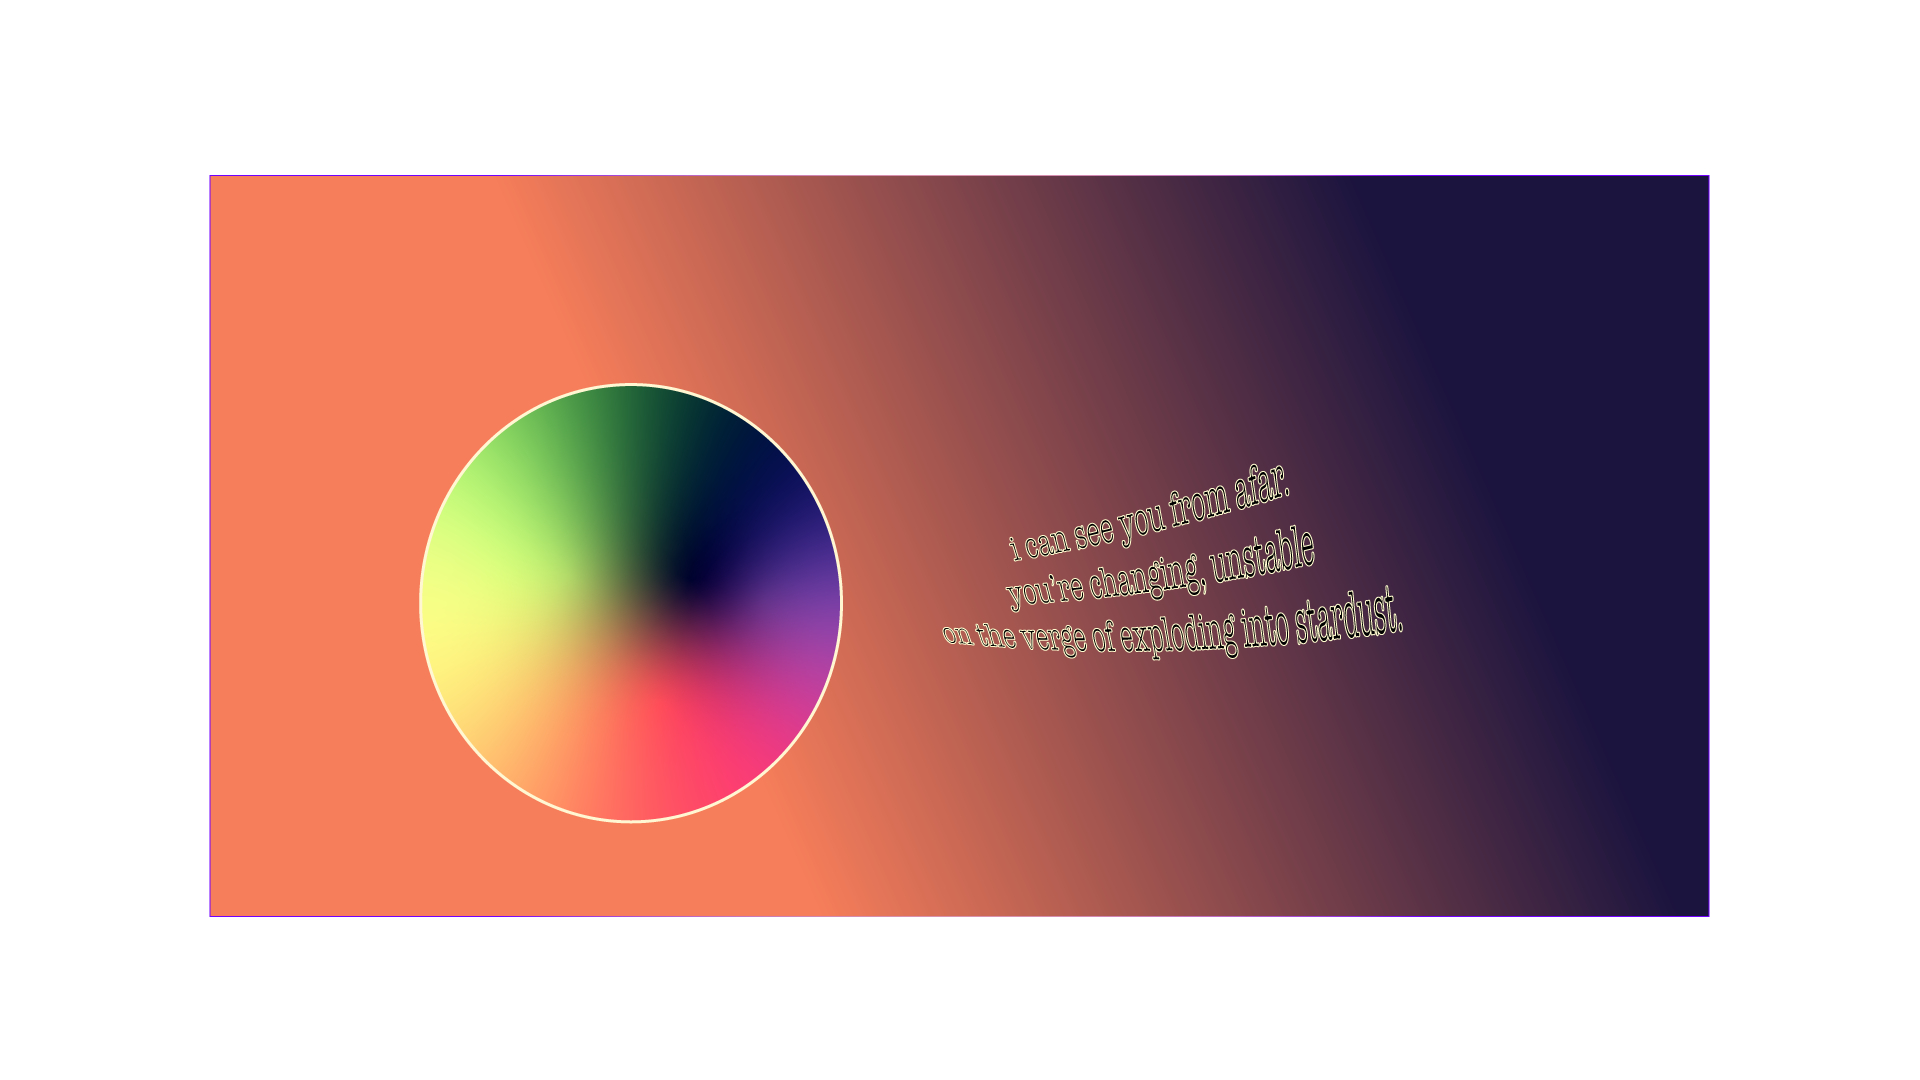 i can see you from afar.
you're changing, unstable
on the verge of exploding into stardust.